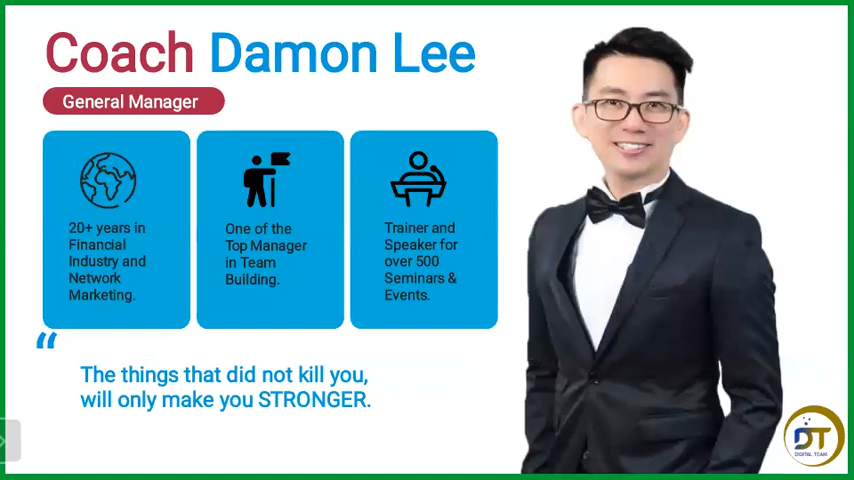 Coach Damon Lee
General Manager
20+ years in
Financial
Industry and
Network
Marketing.
One of the
Top Manager
in Team
Building.
Trainer and
Speaker for
over 500
Seminars &
Events.
“
The things that did not kill you,
will only make you STRONGER.
DT
DIGITAL TEAM